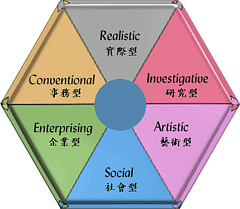 Realistic
實際型
Conventional
事務型
Investigative
研究型
Enterprising
企業型
Artistic
藝術型
Social
社會型